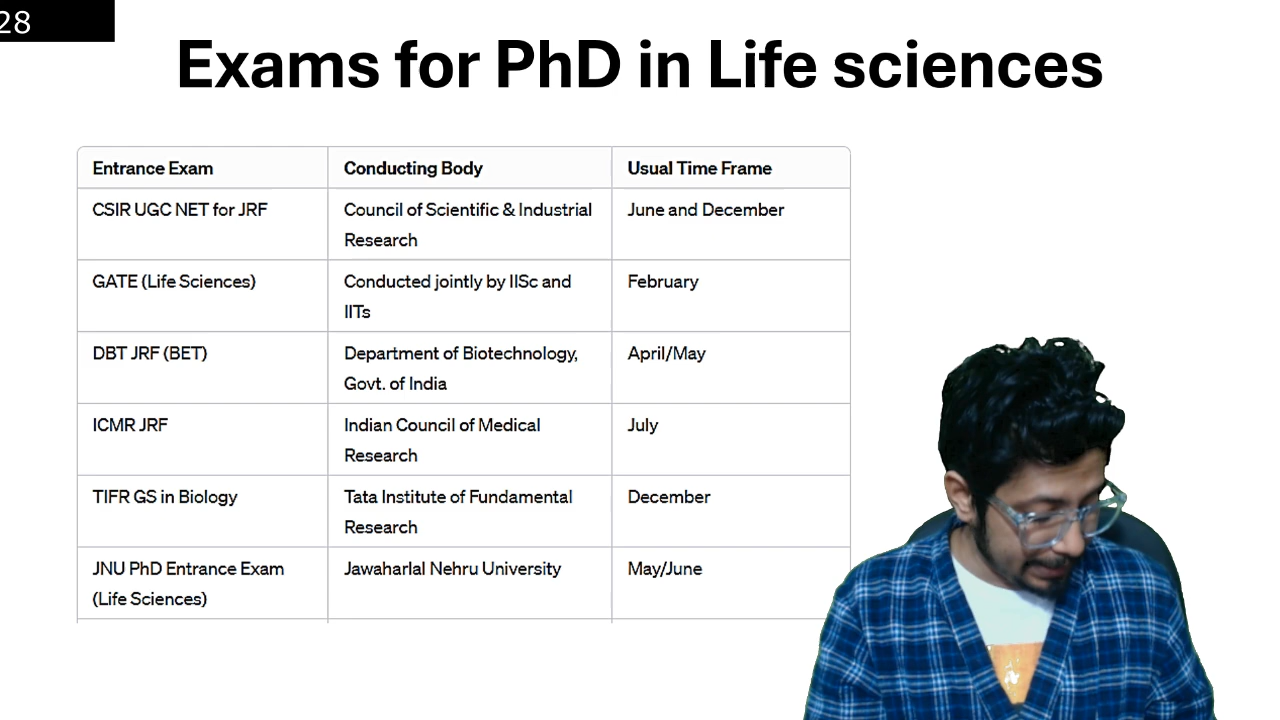 28
Exams for PhD in Life sciences
Entrance Exam Conducting Body Usual Time Frame
CSIR UGC NET for JRF Council of Scientific & Industrial June and December
Research
GATE (Life Sciences) Conducted jointly by IISc and February
IITs
DBT JRF (BET) Department of Biotechnology, April/May
Govt. of India
ICMR JRF Indian Council of Medical July
Research
TIFR GS in Biology Tata Institute of Fundamental December
Research
JNU PhD Entrance Exam Jawaharlal Nehru University May/June
(Life Sciences)